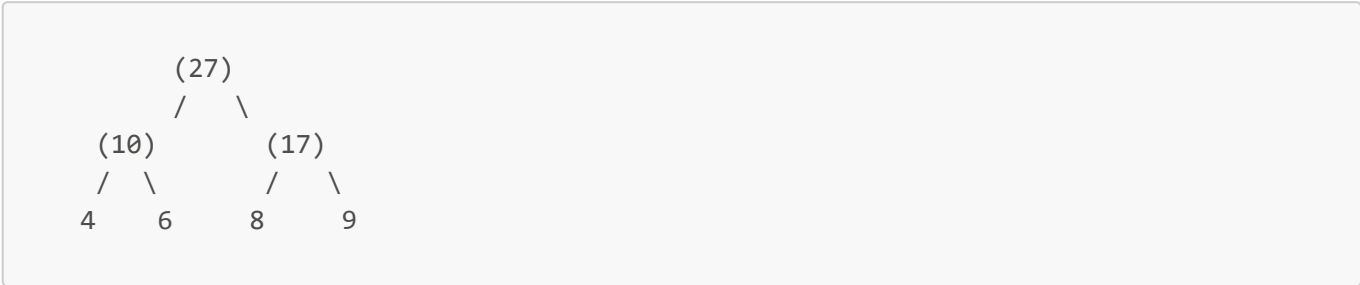 (27)
/ \
(10) (17)
/ \ / \
4 6 8 9